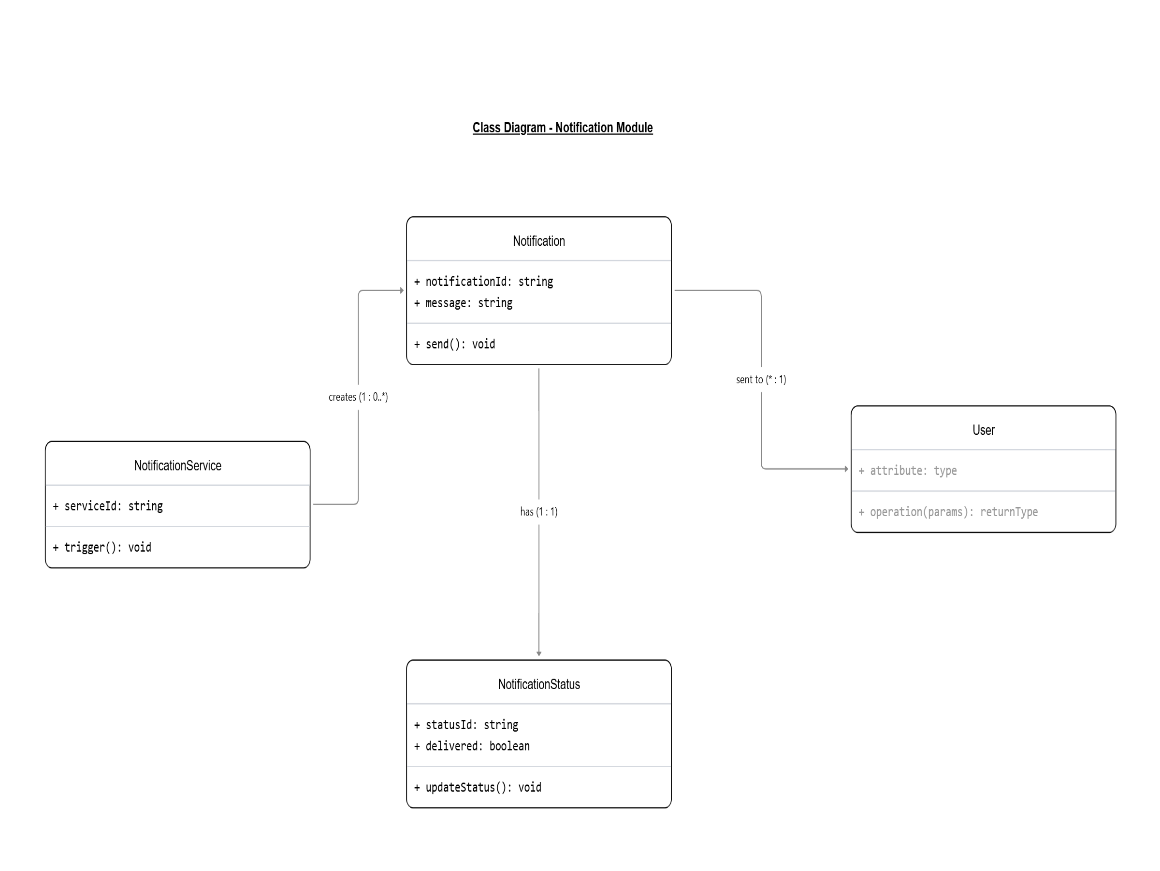 Class Diagram - Notification Module
Notification
+ notificationId: string
+ message: string
+ send(): void
creates (1 : 0..*)
sent to (* : 1)
NotificationService
+ serviceId: string
+ trigger(): void
User
+ attribute: type
+ operation(params): returnType
has (1 : 1)
NotificationStatus
+ statusId: string
+ delivered: boolean
+ updateStatus(): void